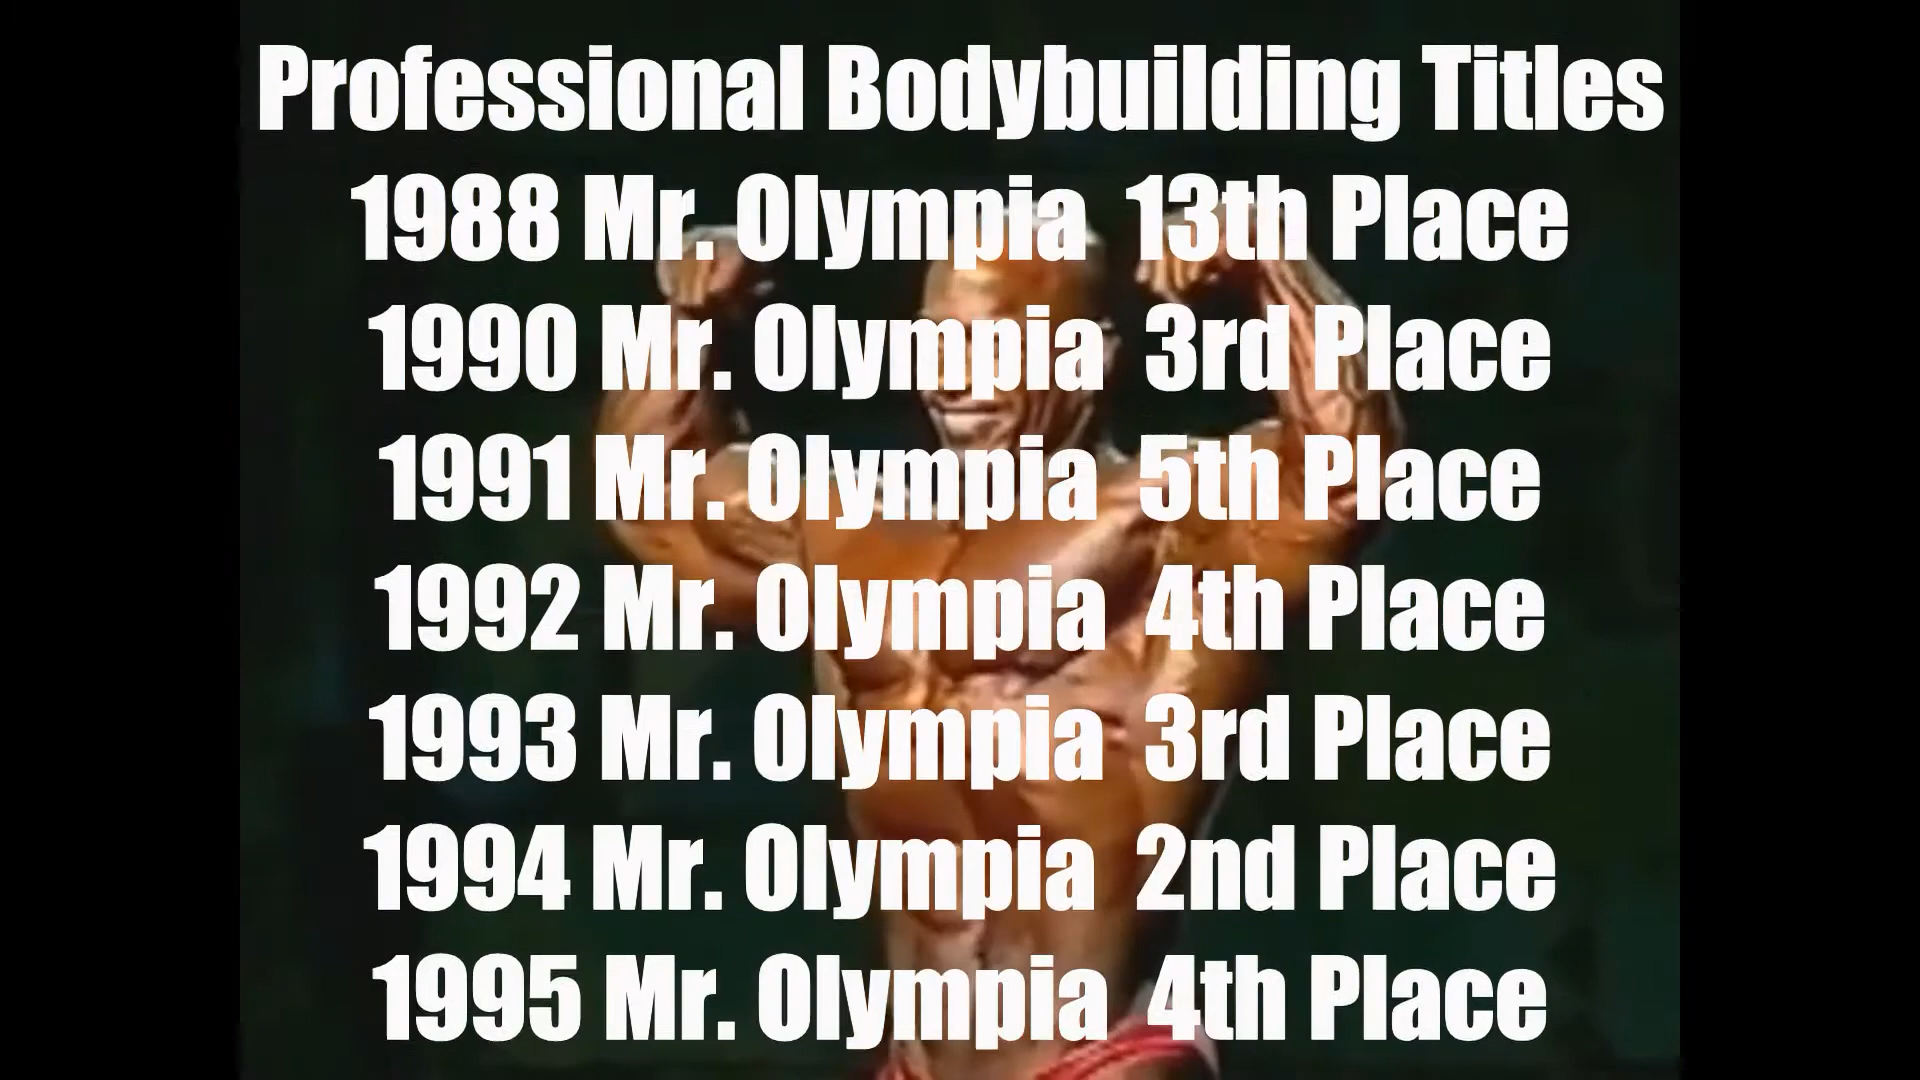 Professional Bodybuilding Titles
1988 Mr. Olympia 13th Place
1990 Mr. Olympia 3rd Place
1991 Mr. Olympia 5th Place
1992 Mr. Olympia 4th Place
1993 Mr. Olympia 3rd Place
1994 Mr. Olympia 2nd Place
1995 Mr. Olympia 4th Place